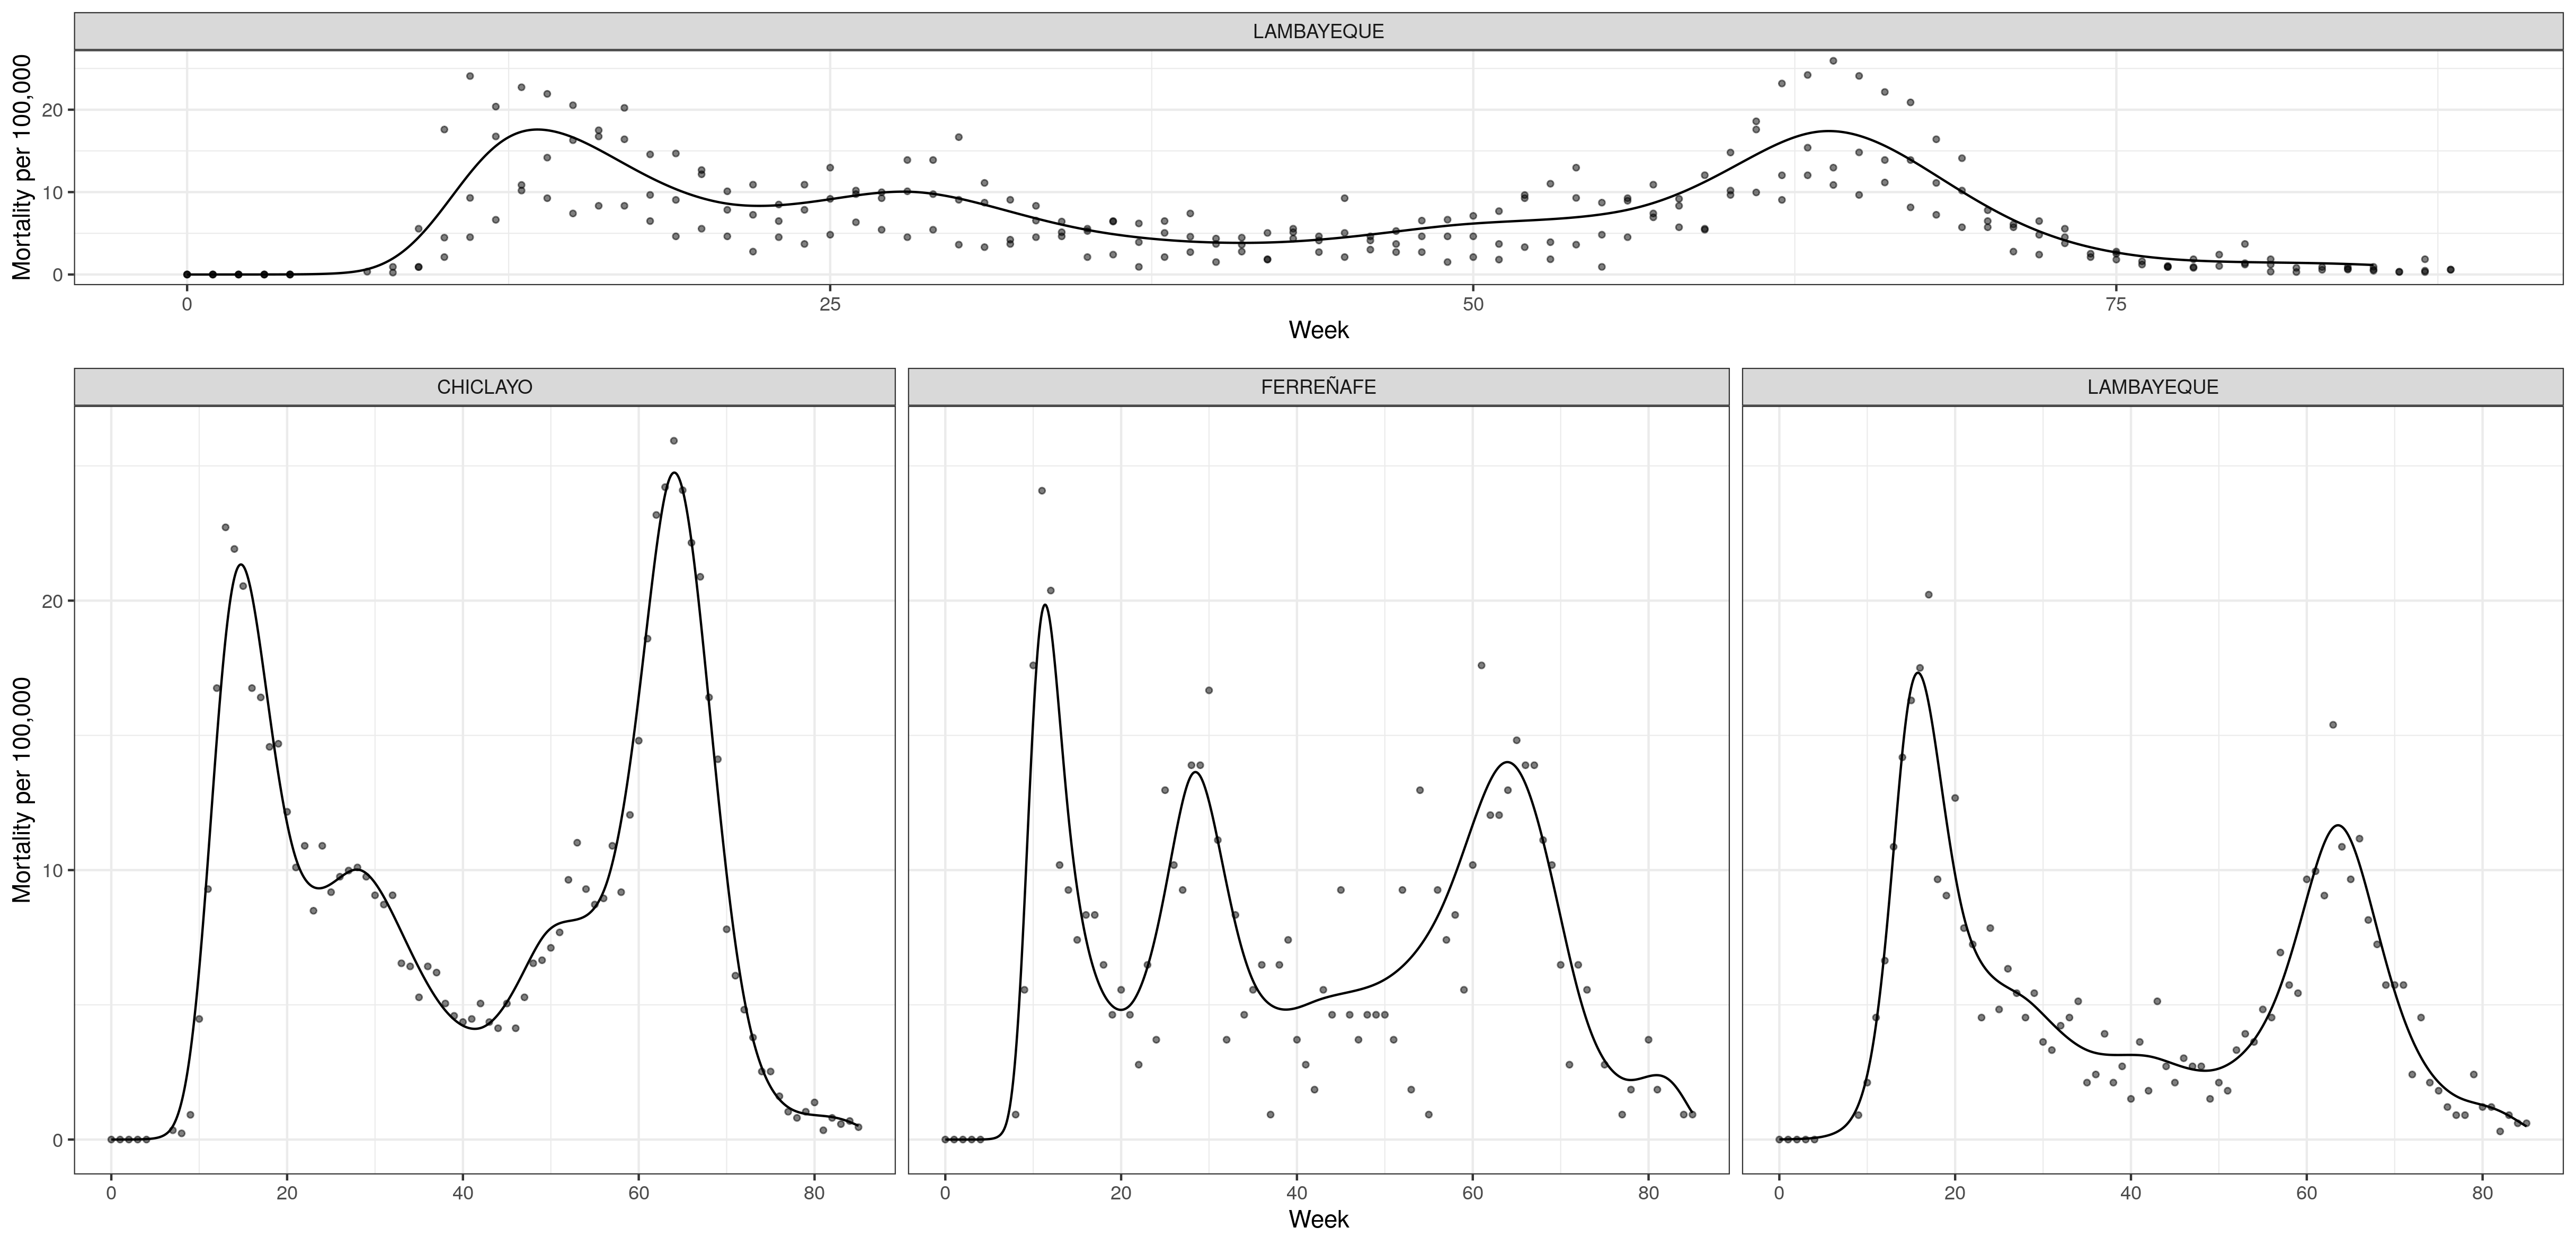 LAMBAYEQUE
Mortality per 100,000
20
10
0
0 25 50 75
Week
CHICLAYO FERREÑAFE LAMBAYEQUE
Mortality per 100,000
20
10
0
0 20 40 60 80 0 20 40 60 80 0 20 40 60 80
Week